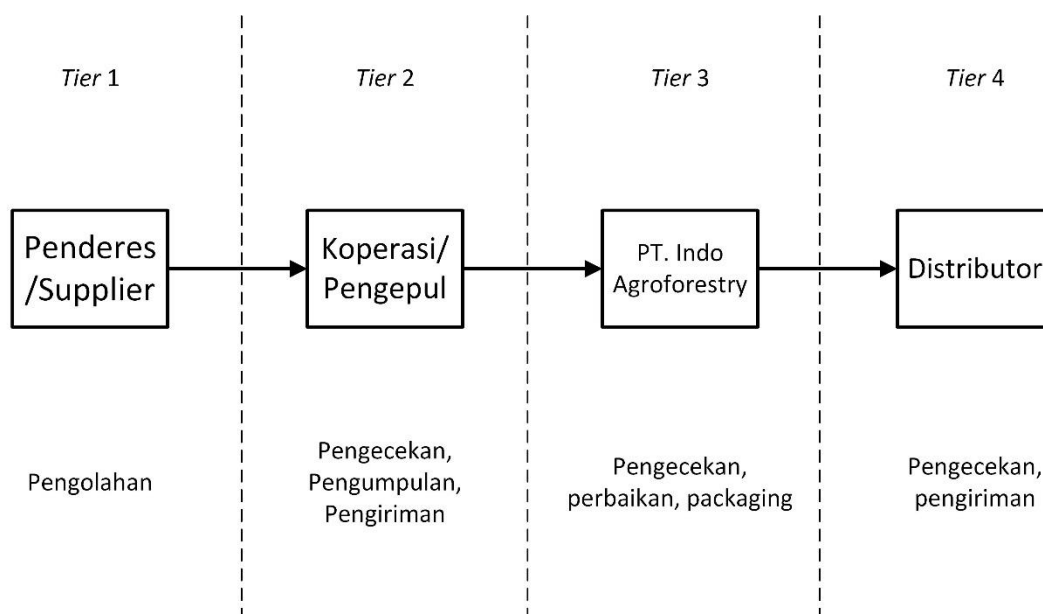 Tier 1
Tier 2
Tier 3
Tier 4
Penderes
/Supplier
Koperasi/
Pengepul
PT. Indo
Agroforestry
Distributor
Pengolahan
Pengecekan,
Pengumpulan,
Pengiriman
Pengecekan,
perbaikan, packaging
Pengecekan,
pengiriman